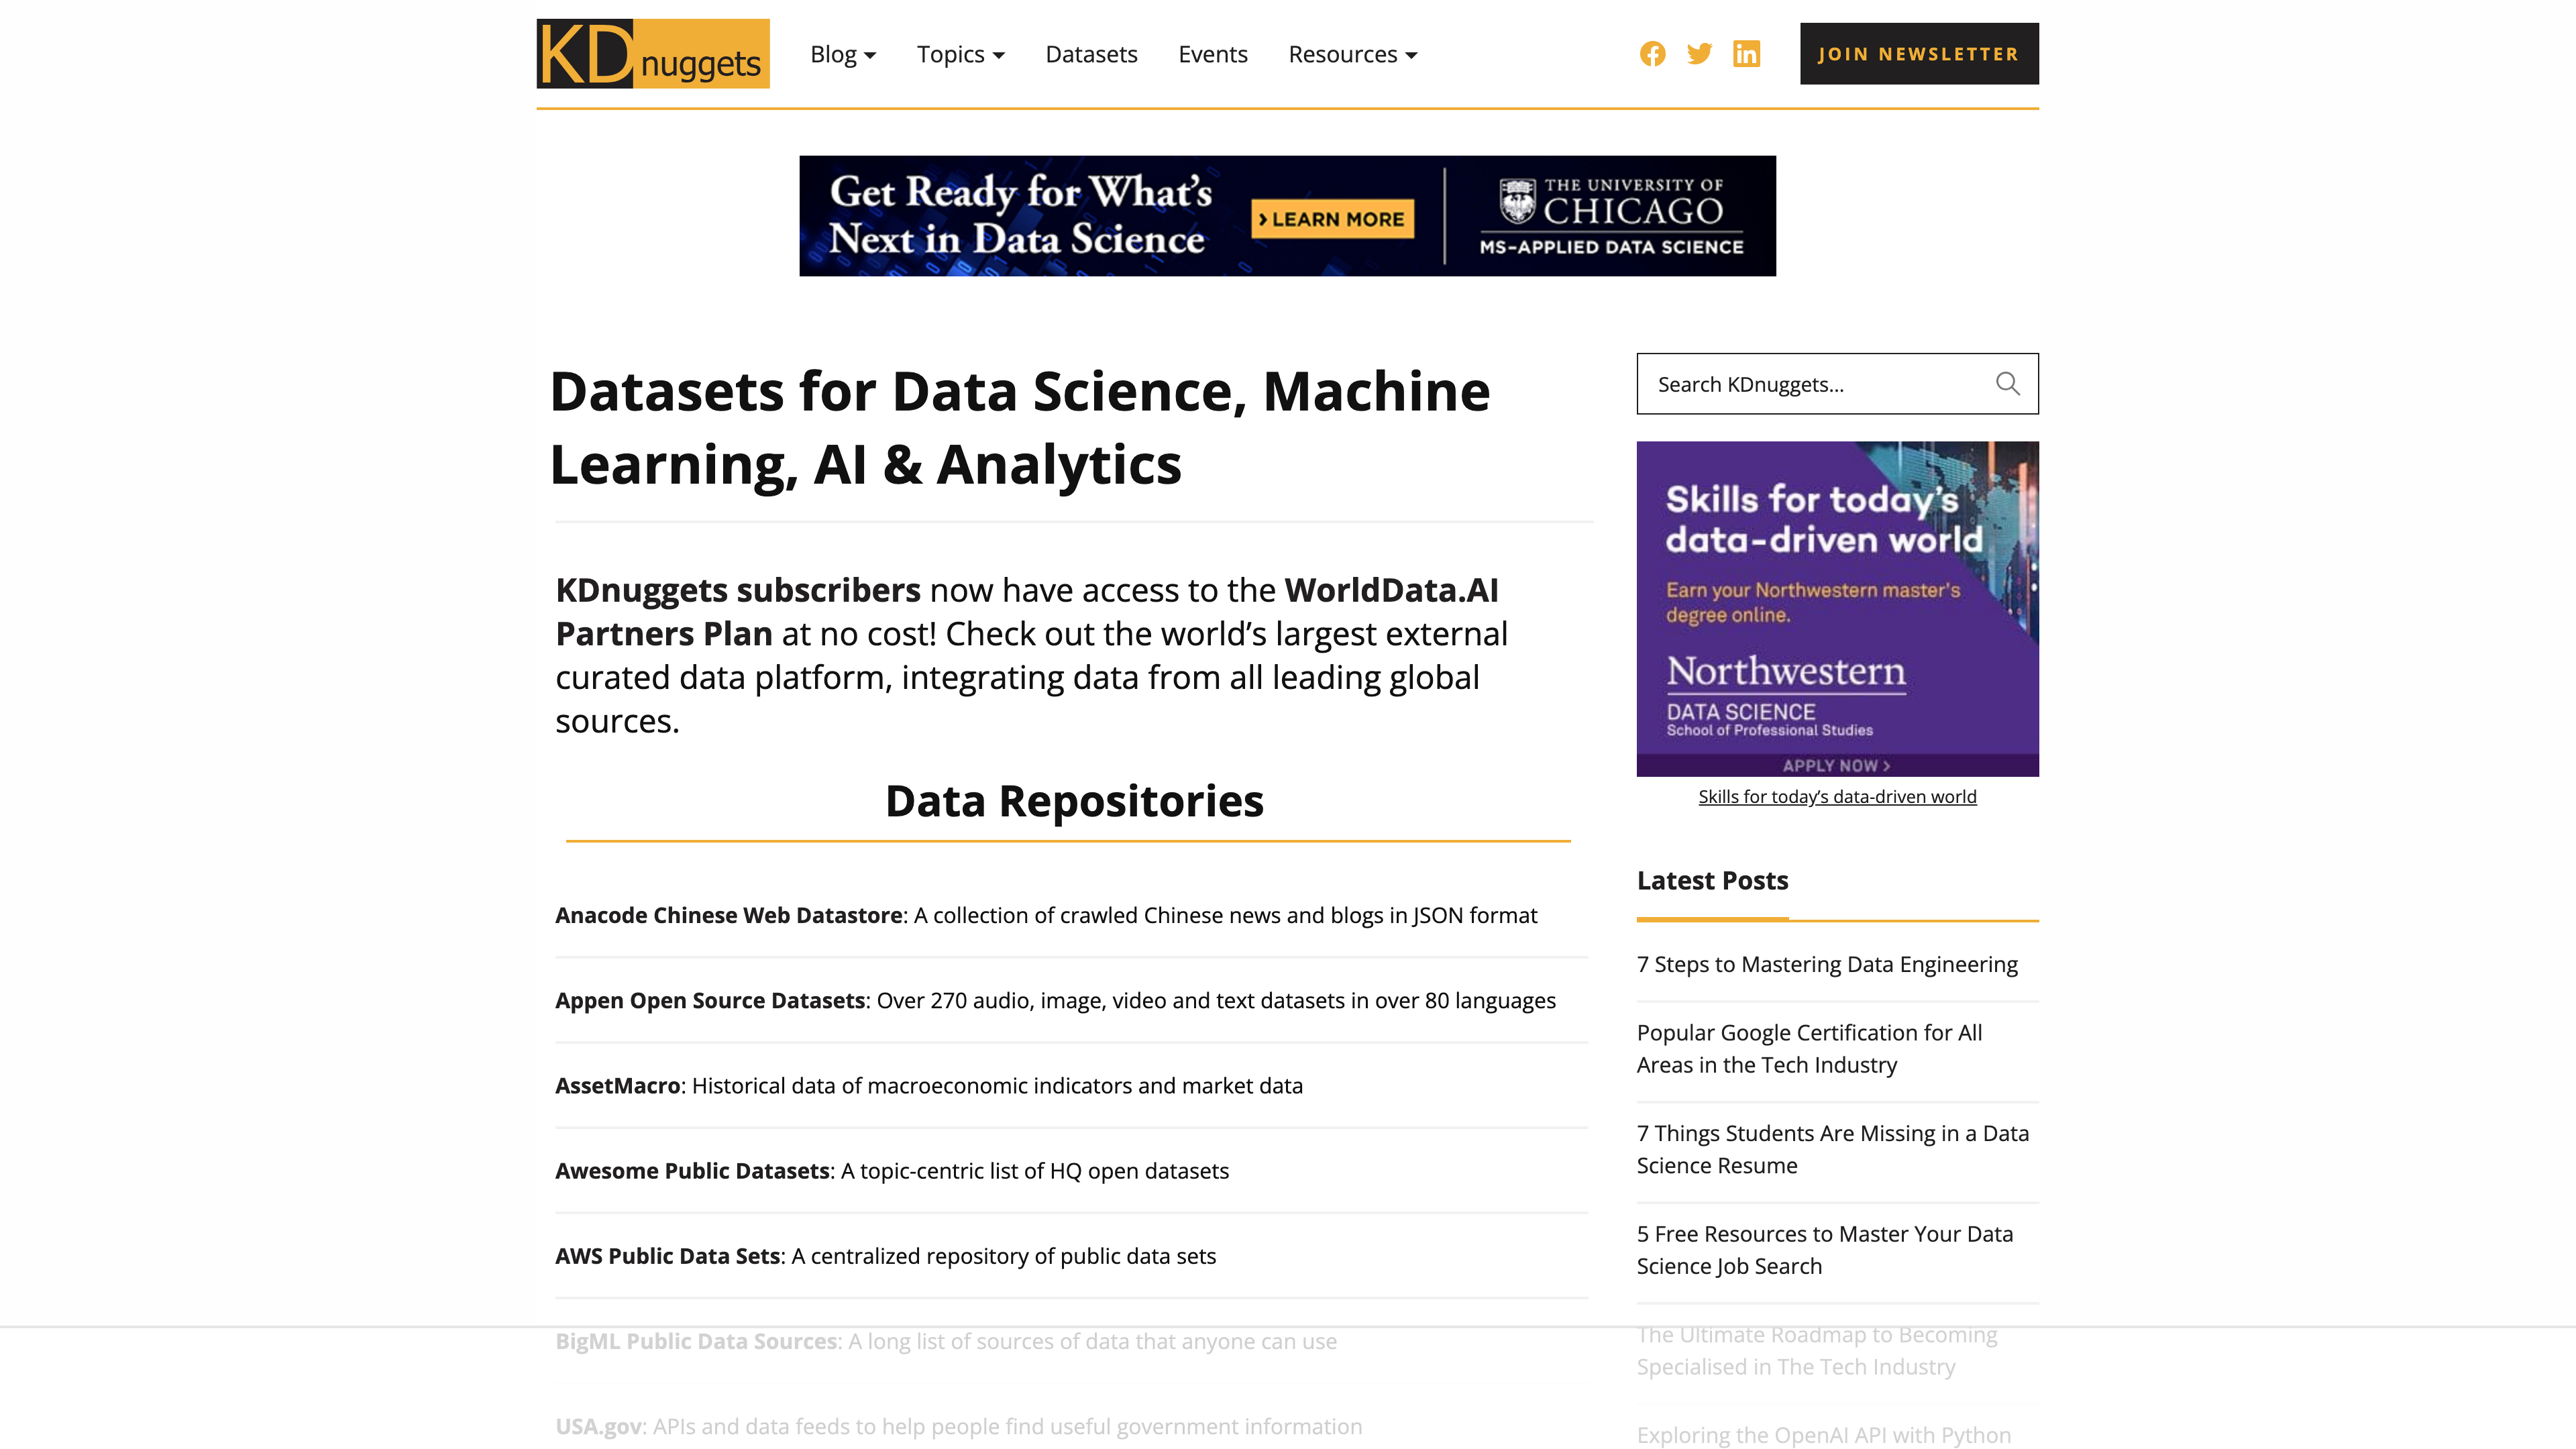 KDnuggets
Blog
Topics
Datasets
Events
Resources
JOIN NEWSLETTER
Get Ready for What's
Next in Data Science
› LEARN MORE
THE UNIVERSITY OF
CHICAGO
MS-APPLIED DATA SCIENCE
Datasets for Data Science, Machine
Learning, AI & Analytics
KDnuggets subscribers now have access to the WorldData.AI
Partners Plan at no cost! Check out the world's largest external
curated data platform, integrating data from all leading global
sources.
Data Repositories
Anacode Chinese Web Datastore: A collection of crawled Chinese news and blogs in JSON format
Appen Open Source Datasets: Over 270 audio, image, video and text datasets in over 80 languages
AssetMacro: Historical data of macroeconomic indicators and market data
Awesome Public Datasets: A topic-centric list of HQ open datasets
AWS Public Data Sets: A centralized repository of public data sets
BigML Public Data Sources: A long list of sources of data that anyone can use
USA.gov: APIs and data feeds to help people find useful government information
Search KDnuggets...
Skills for today's
data-driven world
Earn your Northwestern master's
degree online.
Northwestern
DATA SCIENCE
School of Professional Studies
APPLY NOW >
Skills for today's data-driven world
Latest Posts
7 Steps to Mastering Data Engineering
Popular Google Certification for All
Areas in the Tech Industry
7 Things Students Are Missing in a Data
Science Resume
5 Free Resources to Master Your Data
Science Job Search
The Ultimate Roadmap to Becoming
Specialised in The Tech Industry
Exploring the OpenAI API with Python